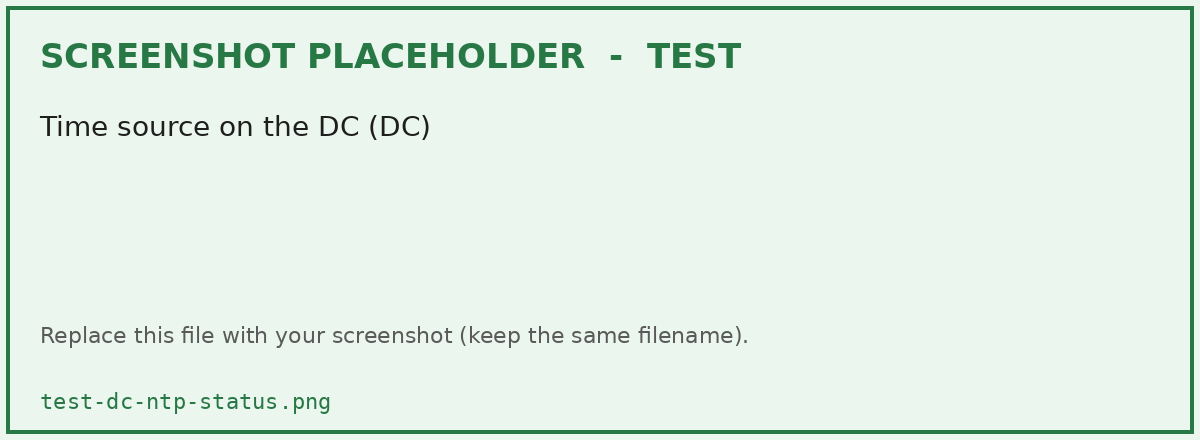 SCREENSHOT PLACEHOLDER - TEST
Time source on the DC (DC)
Replace this file with your screenshot (keep the same filename).
test-dc-ntp-status.png